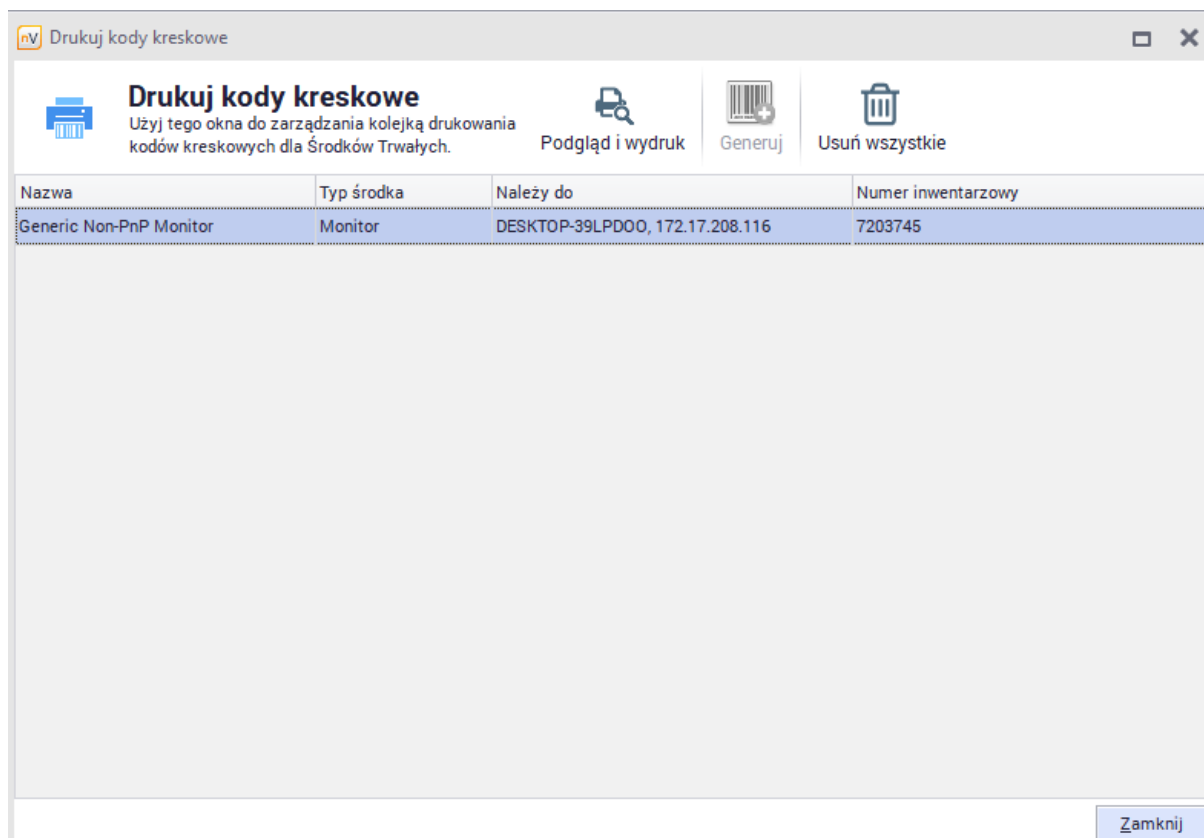 nV Drukuj kody kreskowe
Drukuj kody kreskowe
Użyj tego okna do zarządzania kolejką drukowania
kodów kreskowych dla Środków Trwałych.
Podgląd i wydruk
Generuj
Usuń wszystkie
Nazwa Typ środka Należy do Numer inwentarzowy
Generic Non-PnP Monitor Monitor DESKTOP-39LPDOO, 172.17.208.116 7203745
Zamknij